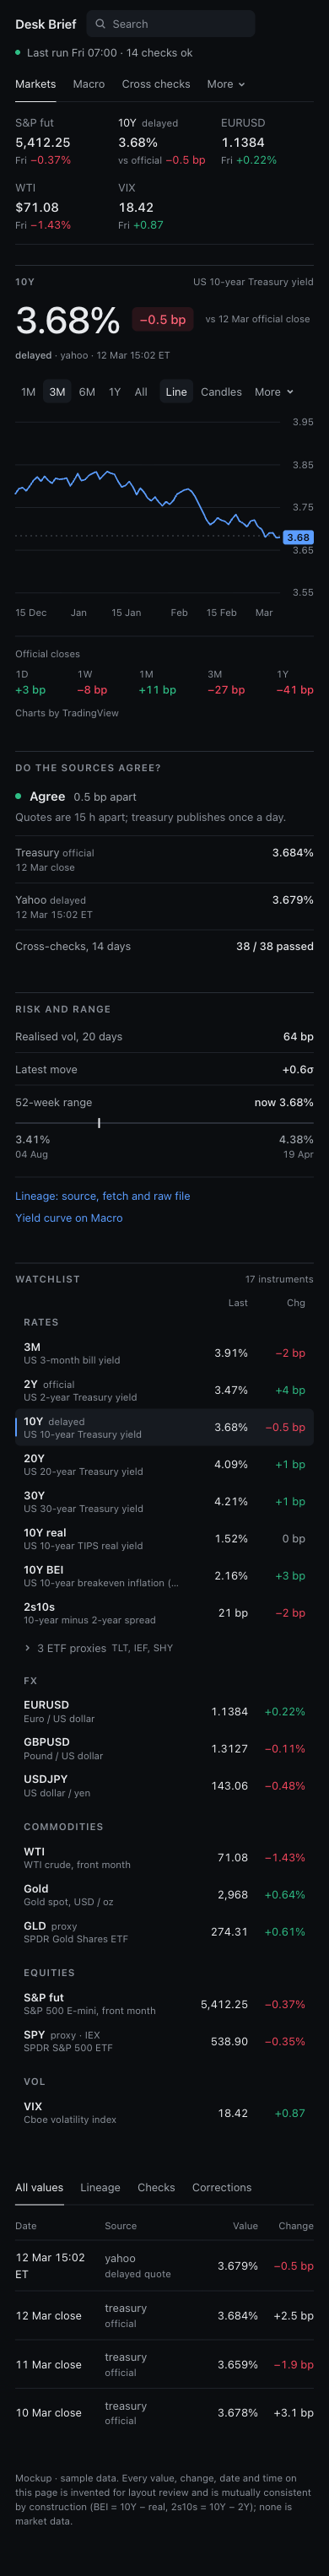 Desk Brief Search
Last run Fri 07:00 · 14 checks ok
Markets Macro Cross checks More
S&P fut 10Y delayed EURUSD
5,412.25 3.68% 1.1384
Fri −0.37% vs official −0.5 bp Fri +0.22%
WTI VIX
$71.08 18.42
Fri −1.43% Fri +0.87
10Y US 10-year Treasury yield
3.68% −0.5 bp vs 12 Mar official close
delayed · yahoo · 12 Mar 15:02 ET
1M 3M 6M 1Y All Line Candles More
3.95
3.85
3.75
3.68
3.65
3.55
15 Dec Jan 15 Jan Feb 15 Feb Mar
Official closes
1D 1W 1M 3M 1Y
+3 bp −8 bp +11 bp −27 bp −41 bp
Charts by TradingView
DO THE SOURCES AGREE?
Agree 0.5 bp apart
Quotes are 15 h apart; treasury publishes once a day.
Treasury official 3.684%
12 Mar close
Yahoo delayed 3.679%
12 Mar 15:02 ET
Cross-checks, 14 days 38 / 38 passed
RISK AND RANGE
Realised vol, 20 days 64 bp
Latest move +0.6σ
52-week range now 3.68%
3.41% 4.38%
04 Aug 19 Apr
Lineage: source, fetch and raw file
Yield curve on Macro
WATCHLIST 17 instruments
Last Chg
RATES
3M 3.91% −2 bp
US 3-month bill yield
2Y official 3.47% +4 bp
US 2-year Treasury yield
10Y delayed 3.68% −0.5 bp
US 10-year Treasury yield
20Y 4.09% +1 bp
US 20-year Treasury yield
30Y 4.21% +1 bp
US 30-year Treasury yield
10Y real 1.52% 0 bp
US 10-year TIPS real yield
10Y BEI 2.16% +3 bp
US 10-year breakeven inflation (...
2s10s 21 bp −2 bp
10-year minus 2-year spread
3 ETF proxies TLT, IEF, SHY
FX
EURUSD 1.1384 +0.22%
Euro / US dollar
GBPUSD 1.3127 −0.11%
Pound / US dollar
USDJPY 143.06 −0.48%
US dollar / yen
COMMODITIES
WTI 71.08 −1.43%
WTI crude, front month
Gold 2,968 +0.64%
Gold spot, USD / oz
GLD proxy 274.31 +0.61%
SPDR Gold Shares ETF
EQUITIES
S&P fut 5,412.25 −0.37%
S&P 500 E-mini, front month
SPY proxy · IEX 538.90 −0.35%
SPDR S&P 500 ETF
VOL
VIX 18.42 +0.87
Cboe volatility index
All values Lineage Checks Corrections
Date Source Value Change
12 Mar 15:02 ET yahoo 3.679% −0.5 bp
delayed quote
12 Mar close treasury 3.684% +2.5 bp
official
11 Mar close treasury 3.659% −1.9 bp
official
10 Mar close treasury 3.678% +3.1 bp
official
Mockup · sample data. Every value, change, date and time on
this page is invented for layout review and is mutually consistent
by construction (BEI = 10Y − real, 2s10s = 10Y − 2Y); none is
market data.